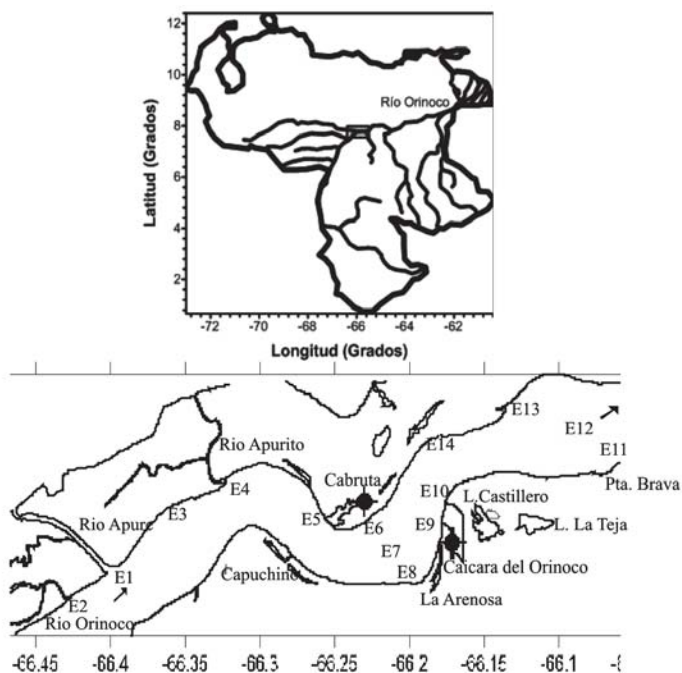 12
10
8
6
4
2
Latitud (Grados)
Río Orinoco
-72 -70 -68 -66 -64 -62
Longitud (Grados)
E13
E12
E14
E11
Rio Apurito
Cabruta
E4
E10
Pta. Brava
L.Castillero
E3
E5
E6
E9
L. La Teja
Rio Apure
E7
Caicara del Orinoco
E1
Capuchino
E8
E2
La Arenosa
Rio Orinoco
-66.45 -66.4 -66.35 -66.3 -66.25 -66.2 -66.15 -66.1